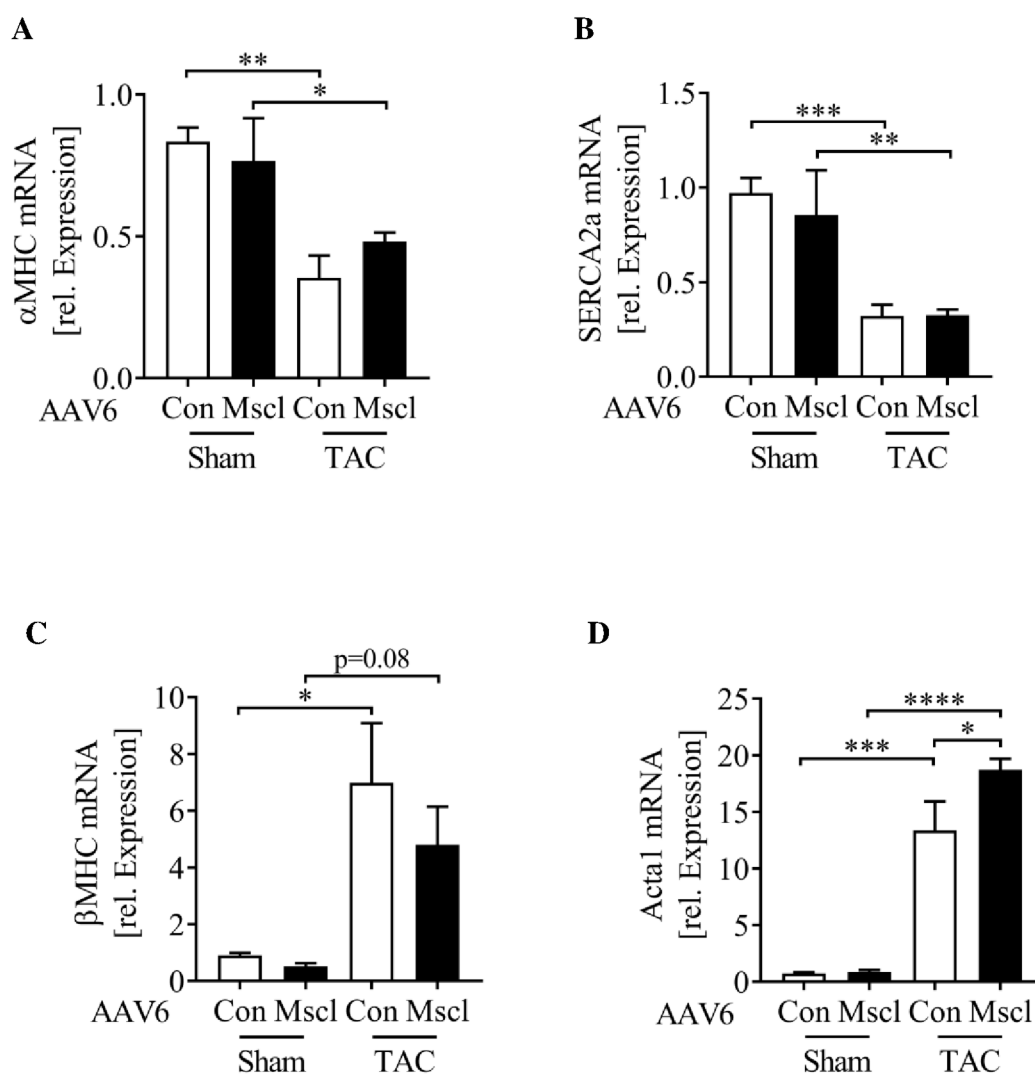 A
αMHC mRNA
[rel. Expression]
**
*
1.0
0.5
0.0
AAV6 Con Mscl Con Mscl
Sham TAC
B
SERCA2a mRNA
[rel. Expression]
***
**
1.5
1.0
0.5
0.0
AAV6 Con Mscl Con Mscl
Sham TAC
C
βMHC mRNA
[rel. Expression]
p=0.08
*
10
8
6
4
2
0
AAV6 Con Mscl Con Mscl
Sham TAC
D
Acta1 mRNA
[rel. Expression]
****
*
***
25
20
15
10
5
0
AAV6 Con Mscl Con Mscl
Sham TAC